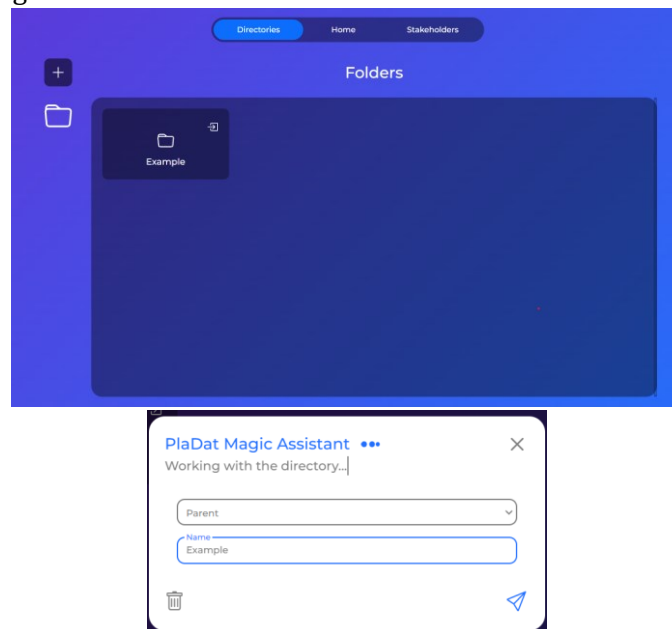 Directories Home Stakeholders
Folders
Example
PlaDat Magic Assistant
Working with the directory...
Parent
Name
Example